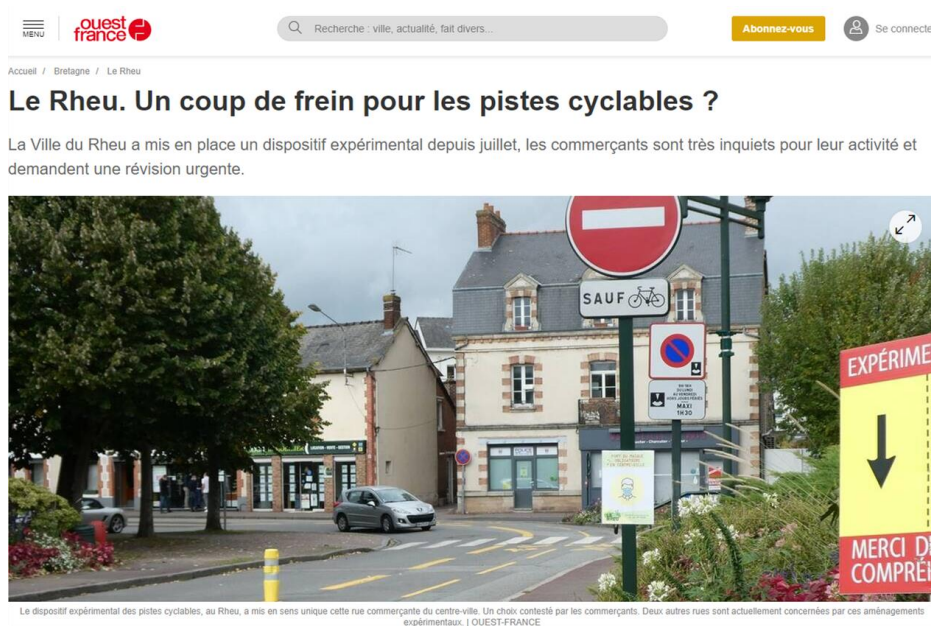 MENU
ouest
france
Recherche : ville, actualité, fait divers...
Abonnez-vous
Se connecte
Accueil / Bretagne / Le Rheu
Le Rheu. Un coup de frein pour les pistes cyclables ?
La Ville du Rheu a mis en place un dispositif expérimental depuis juillet, les commerçants sont très inquiets pour leur activité et
demandent une révision urgente.
SAUF
MAXI
1H30
EXPÉRIME
MERCI D
COMPRÉ
Le dispositif expérimental des pistes cyclables, au Rheu, a mis en sens unique cette rue commerçante du centre-ville. Un choix contesté par les commerçants. Deux autres rues sont actuellement concernées par ces aménagements
expérimentaux. | OUEST-FRANCE